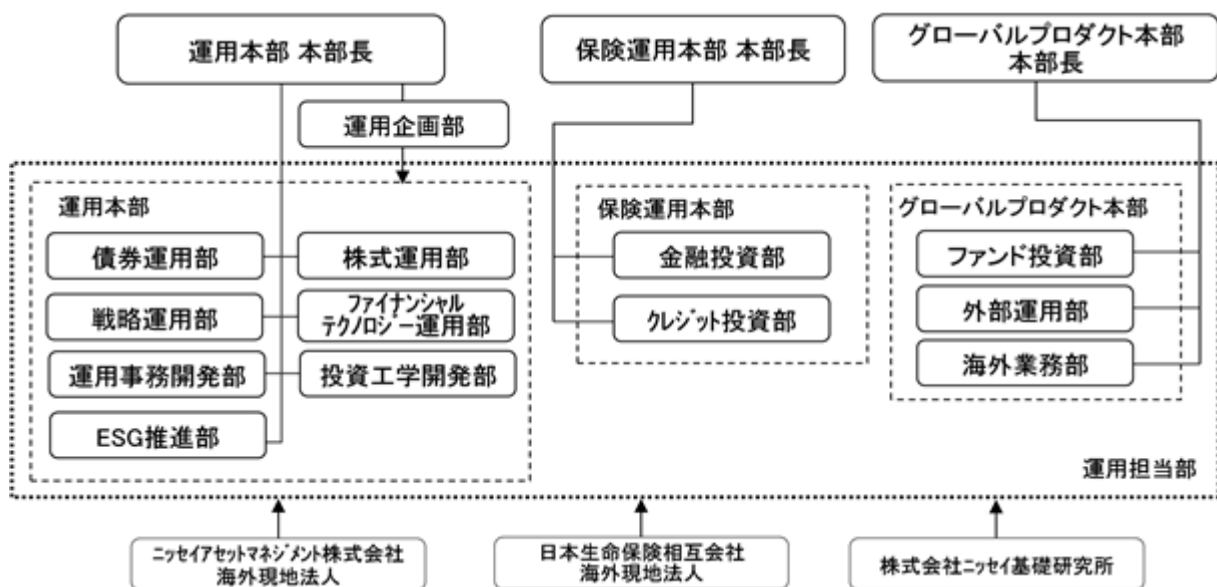 運用本部 本部長
保険運用本部 本部長
グローバルプロダクト本部
本部長
運用企画部
運用本部
債券運用部
株式運用部
戦略運用部
ファイナンシャル
テクノロジー運用部
運用事務開発部
投資工学開発部
ESG推進部
保険運用本部
金融投資部
クレジット投資部
グローバルプロダクト本部
ファンド投資部
外部運用部
海外業務部
運用担当部
ニッセイアセットマネジメント株式会社
海外現地法人
日本生命保険相互会社
海外現地法人
株式会社ニッセイ基礎研究所